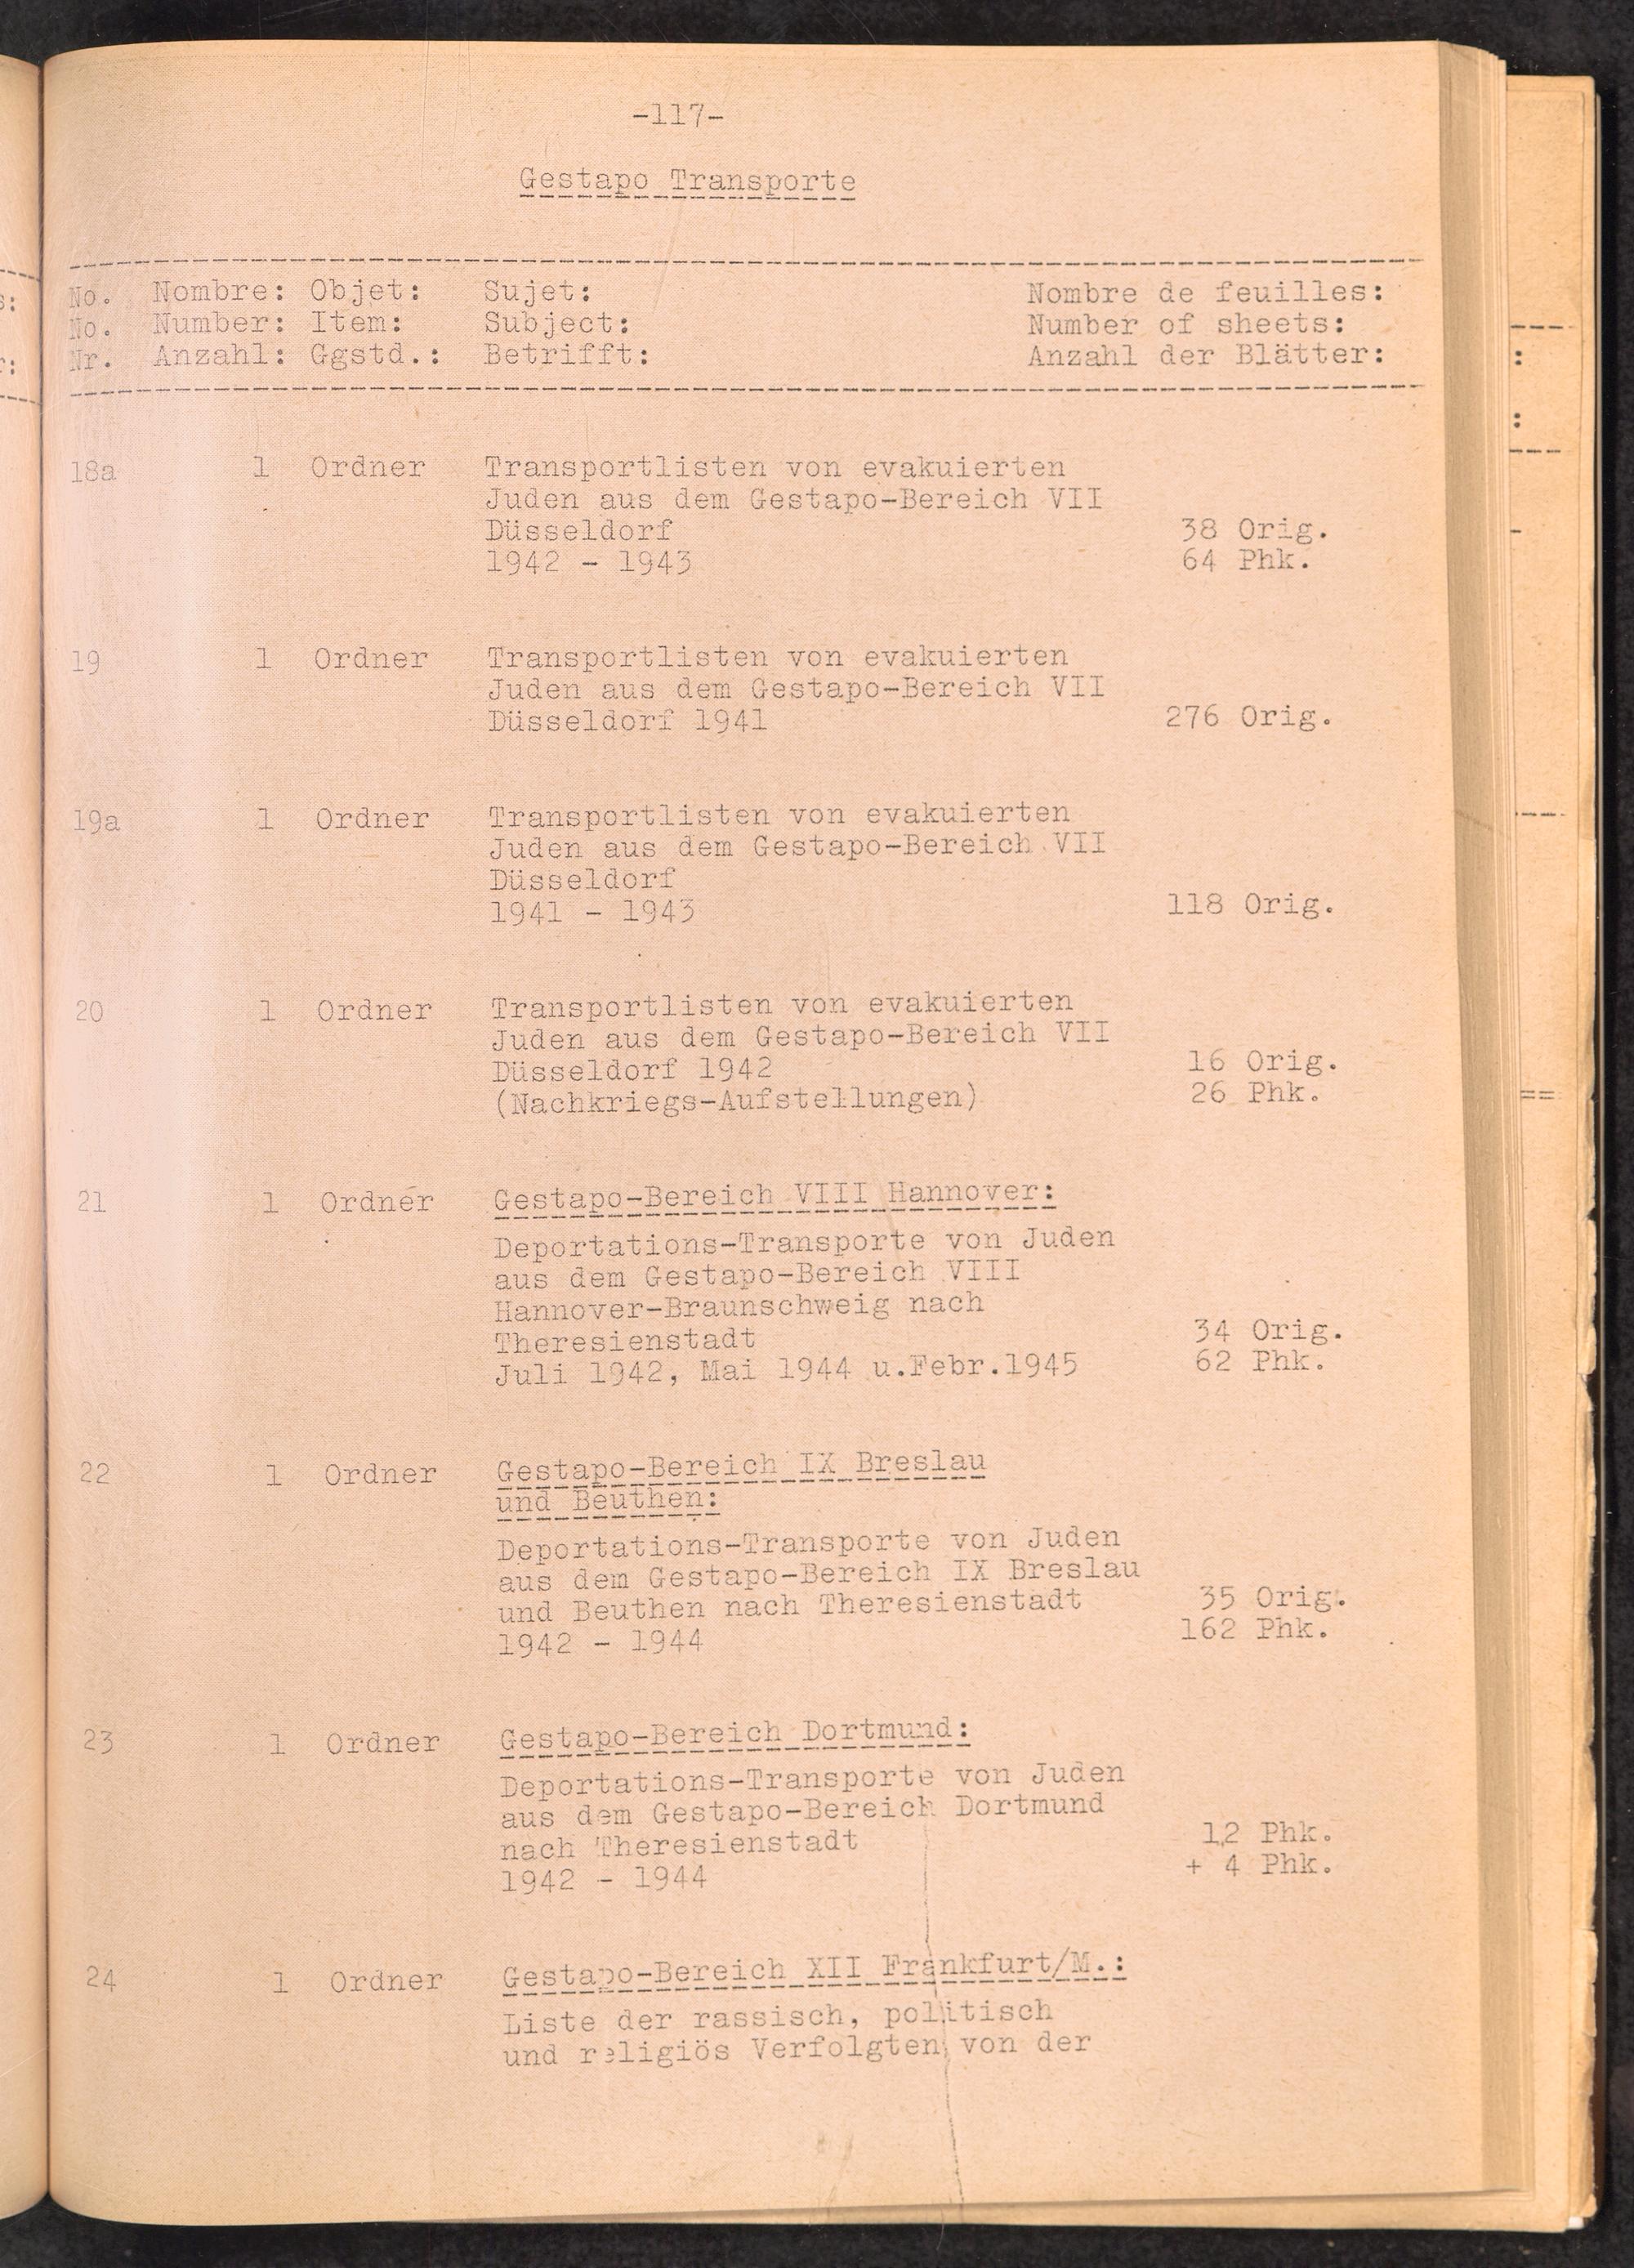 -117-
Gestapo Transporte
No. Nombre: Objet: Sujet: Nombre de feuilles:
No. Number: Item: Subject: Number of sheets:
Nr. Anzahl: Ggstd.: Betrifft: Anzahl der Blätter:
18a 1 Ordner Transportlisten von evakuierten
Juden aus dem Gestapo-Bereich VII
Düsseldorf 38 Orig.
1942 - 1943 64 Phk.
19 1 Ordner Transportlisten von evakuierten
Juden aus dem Gestapo-Bereich VII
Düsseldorf 1941 276 Orig.
19a 1 Ordner Transportlisten von evakuierten
Juden aus dem Gestapo-Bereich VII
Düsseldorf
1941 - 1943 118 Orig.
20 1 Ordner Transportlisten von evakuierten
Juden aus dem Gestapo-Bereich VII
Düsseldorf 1942 16 Orig.
(Nachkriegs-Aufstellungen) 26 Phk.
21 1 Ordner Gestapo-Bereich VIII Hannover:
Deportations-Transporte von Juden
aus dem Gestapo-Bereich VIII
Hannover-Braunschweig nach
Theresienstadt 34 Orig.
Juli 1942, Mai 1944 u.Febr.1945 62 Phk.
22 1 Ordner Gestapo-Bereich IX Breslau
und Beuthen:
Deportations-Transporte von Juden
aus dem Gestapo-Bereich IX Breslau
und Beuthen nach Theresienstadt 35 Orig.
1942 - 1944 162 Phk.
23 1 Ordner Gestapo-Bereich Dortmund:
Deportations-Transporte von Juden
aus dem Gestapo-Bereich Dortmund
nach Theresienstadt 12 Phk.
1942 - 1944 + 4 Phk.
24 1 Ordner Gestapo-Bereich XII Frankfurt/M.:
Liste der rassisch, politisch
und religiös Verfolgten von der